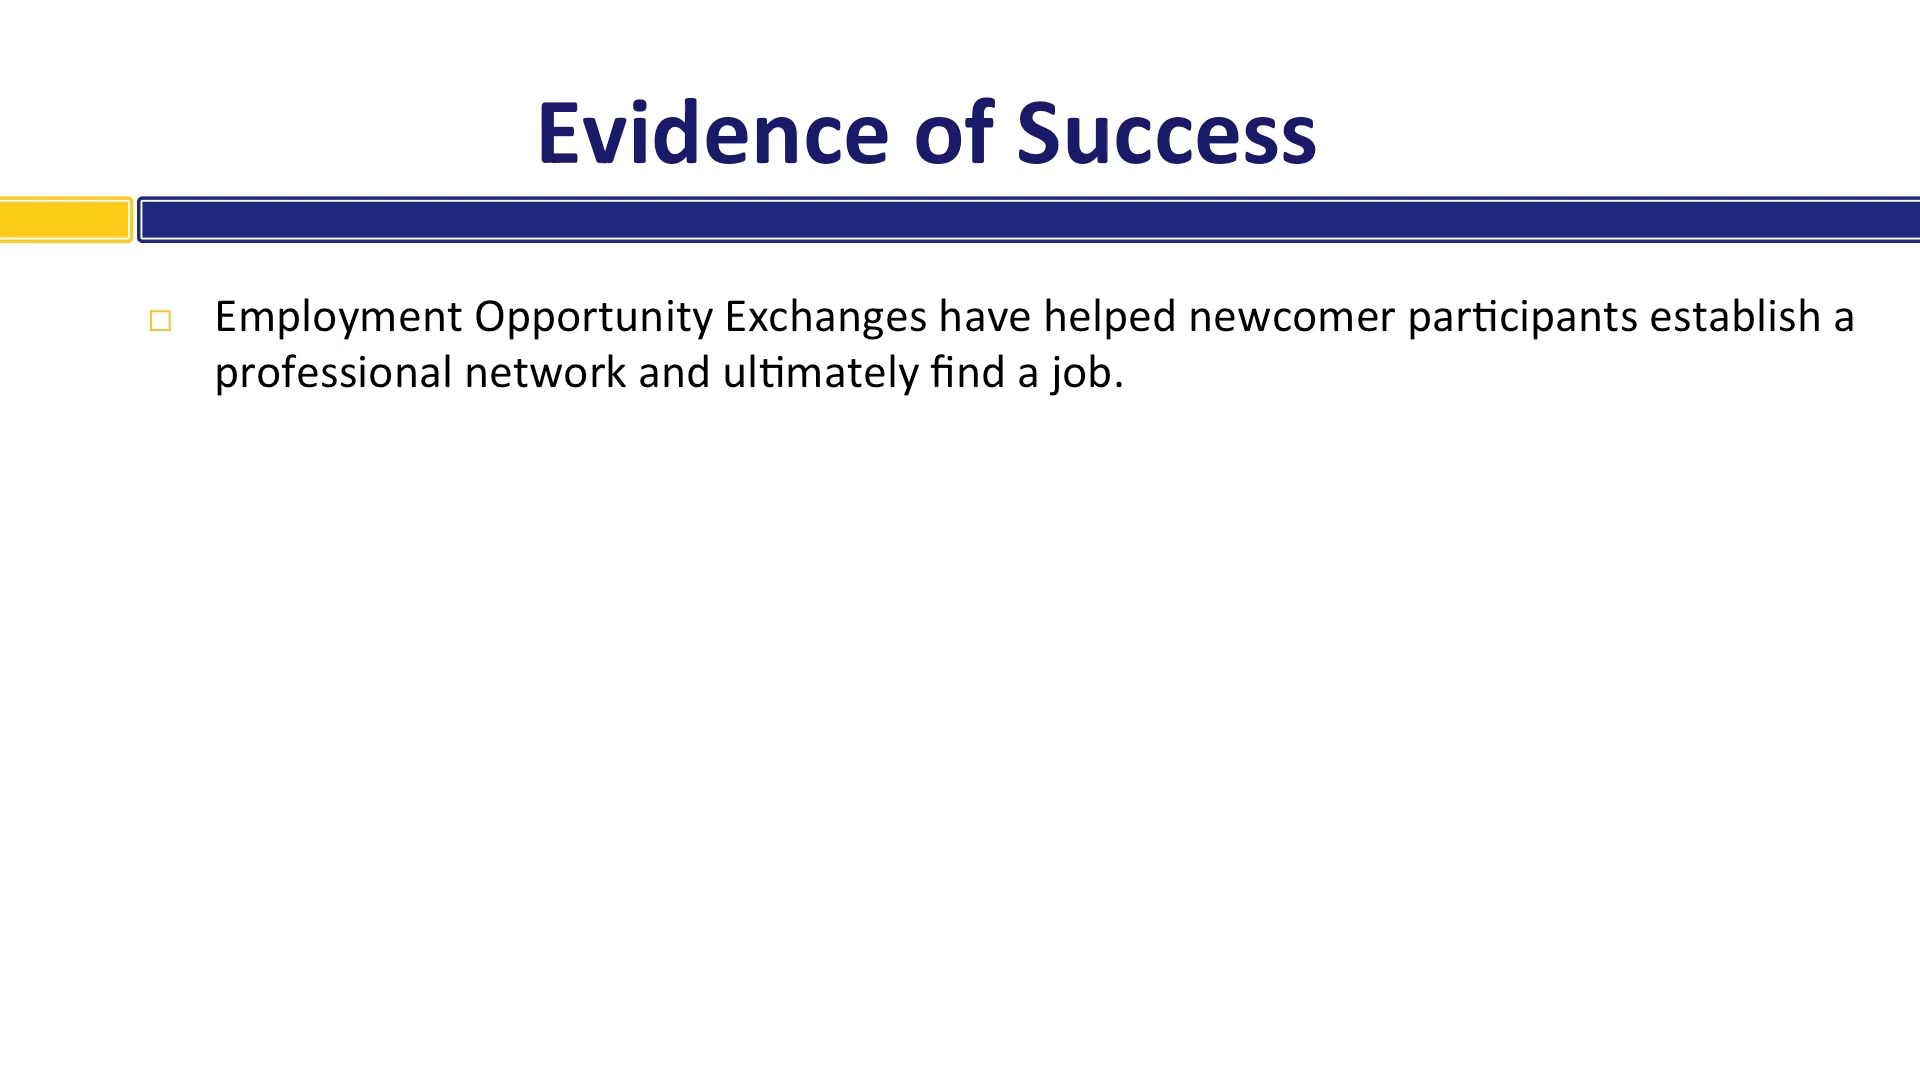 Evidence of Success
Employment Opportunity Exchanges have helped newcomer participants establish a
professional network and ultimately find a job.